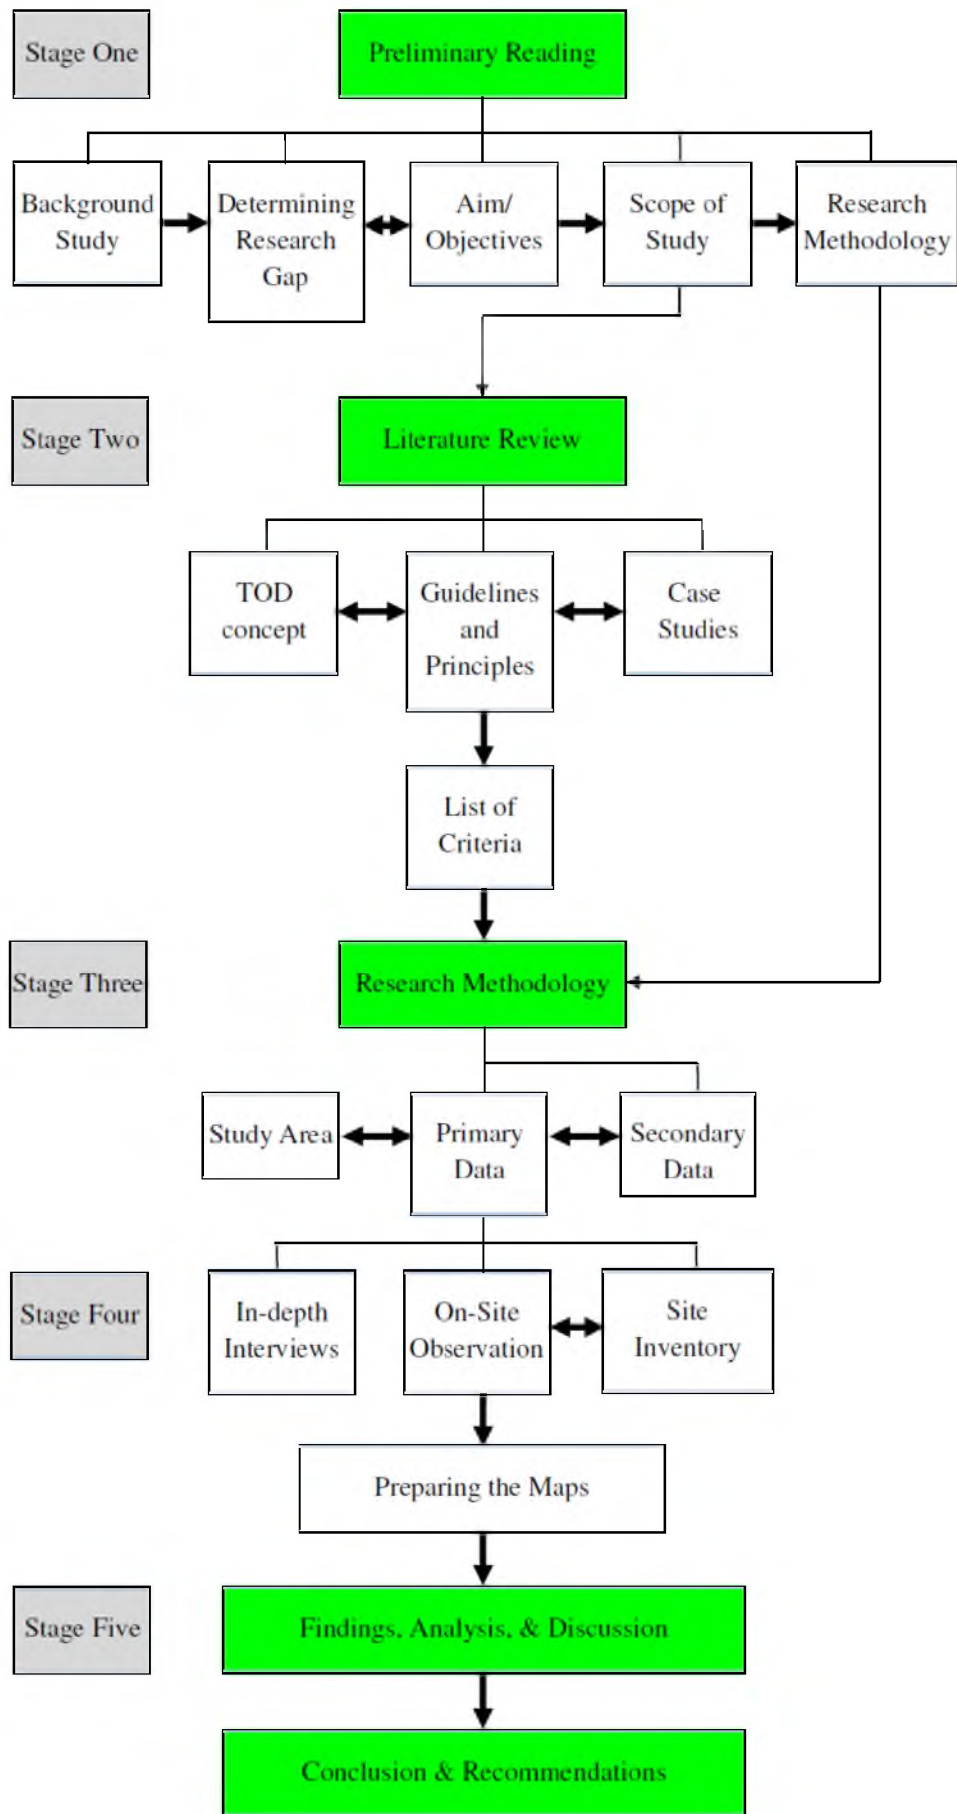 Stage One
Preliminary Reading
Background
Study
Determining
Research
Gap
Aim/
Objectives
Scope of
Study
Research
Methodology
Stage Two
Literature Review
TOD
concept
Guidelines
and
Principles
Case
Studies
List of
Criteria
Stage Three
Research Methodology
Study Area
Primary
Data
Secondary
Data
Stage Four
In-depth
Interviews
On-Site
Observation
Site
Inventory
Preparing the Maps
Stage Five
Findings, Analysis, & Discussion
Conclusion & Recommendations